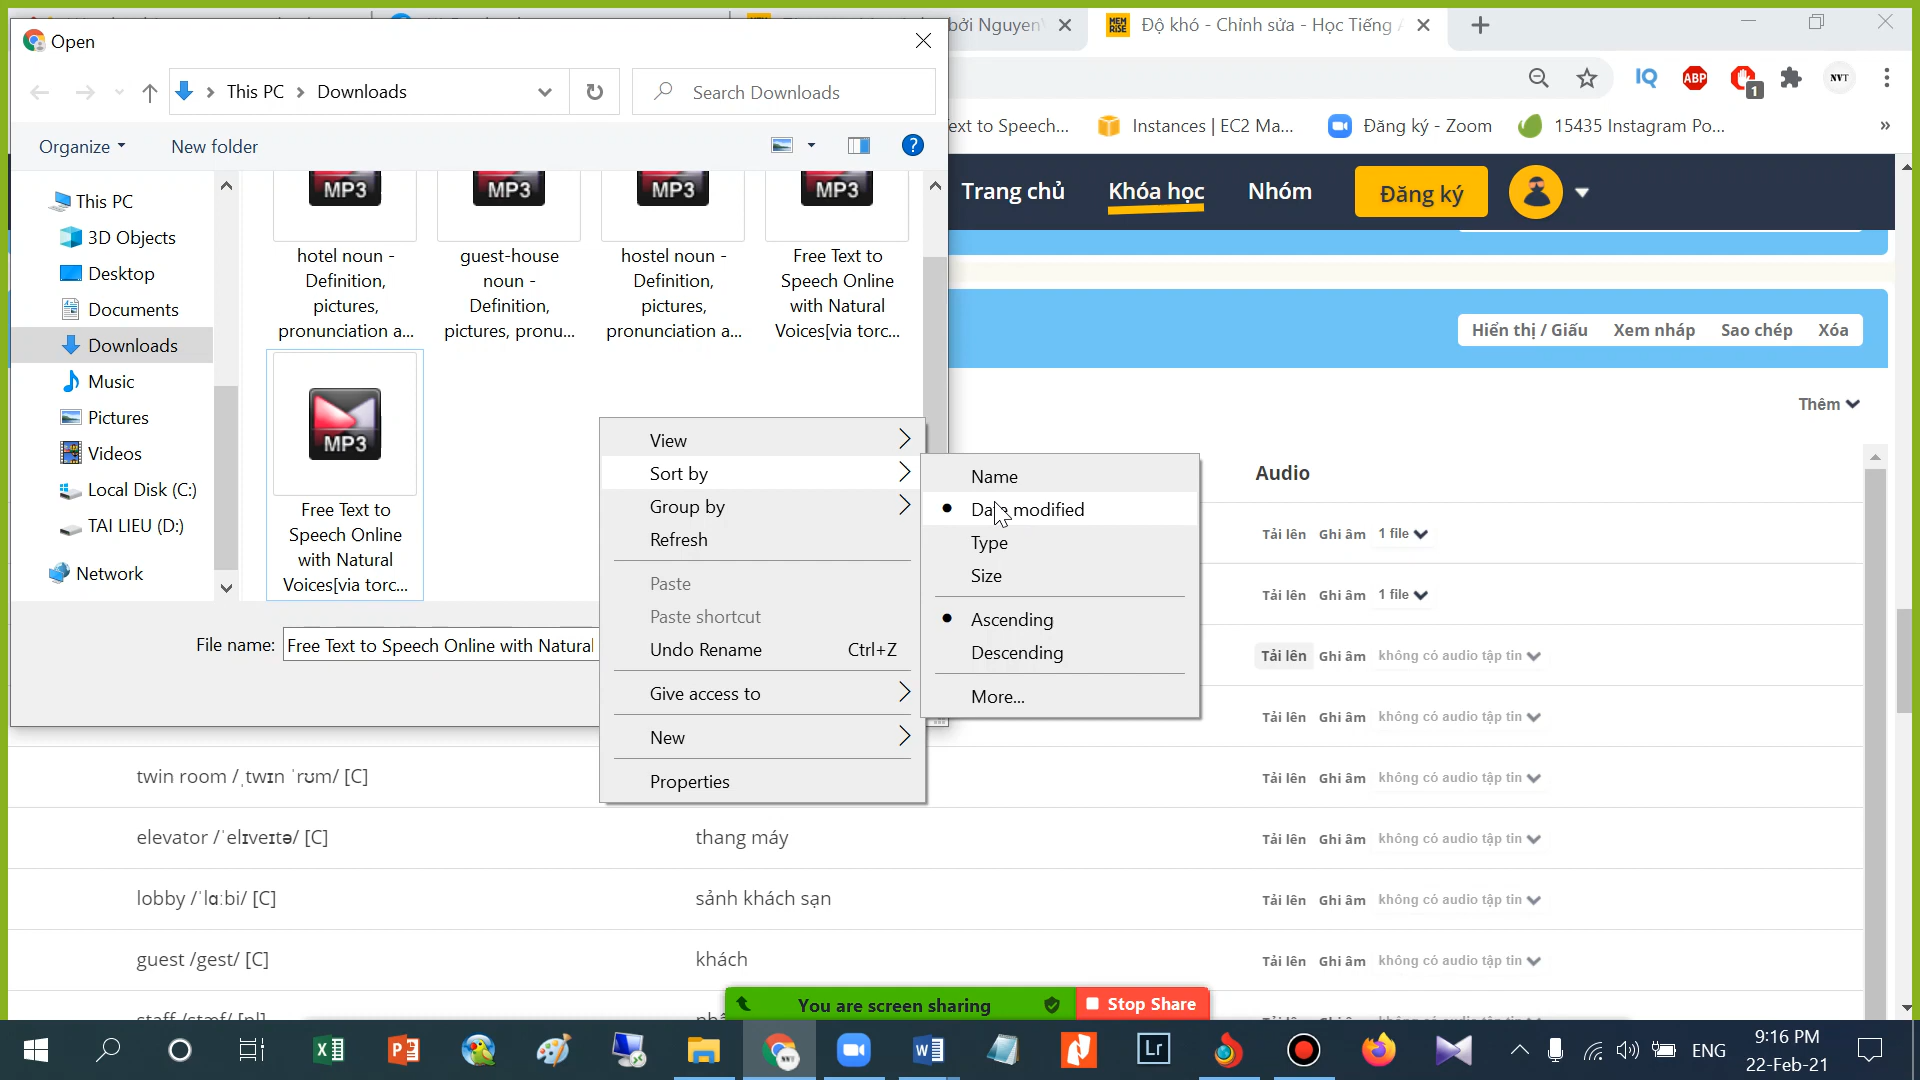 Open
bởi Nguyen
Độ khó - Chỉnh sửa - Học Tiếng
This PC > Downloads
Search Downloads
IQ
ABP
1
NVT
Organize
New folder
?
ext to Speech...
Instances | EC2 Ma...
Đăng ký - Zoom
15435 Instagram Po...
»
Trang chủ
Khóa học
Nhóm
Đăng ký
This PC
3D Objects
Desktop
Documents
Downloads
Music
Pictures
Videos
Local Disk (C:)
TAI LIEU (D:)
Network
MP3
MP3
MP3
MP3
hotel noun -
Definition,
pictures,
pronunciation a...
guest-house
noun -
Definition,
pictures, pronu...
hostel noun -
Definition,
pictures,
pronunciation a...
Free Text to
Speech Online
with Natural
Voices[via torc...
MP3
Free Text to
Speech Online
with Natural
Voices[via torc...
File name:
Free Text to Speech Online with Natural
View
Sort by
Group by
Refresh
Paste
Paste shortcut
Undo Rename Ctrl+Z
Give access to
New
Properties
Name
Date modified
Type
Size
Ascending
Descending
More...
Hiển thị / Giấu
Xem nháp
Sao chép
Xóa
Thêm
Audio
Tải lên Ghi âm 1 file
Tải lên Ghi âm 1 file
Tải lên Ghi âm không có audio tập tin
Tải lên Ghi âm không có audio tập tin
twin room /ˌtwɪn ˈrʊm/ [C]
Tải lên Ghi âm không có audio tập tin
elevator /ˈelɪveɪtə/ [C]
thang máy
Tải lên Ghi âm không có audio tập tin
lobby /ˈlɑːbi/ [C]
sảnh khách sạn
Tải lên Ghi âm không có audio tập tin
guest /gest/ [C]
khách
Tải lên Ghi âm không có audio tập tin
staff /stæf/ [pl]
You are screen sharing
Stop Share
Lr
ENG
9:16 PM
22-Feb-21